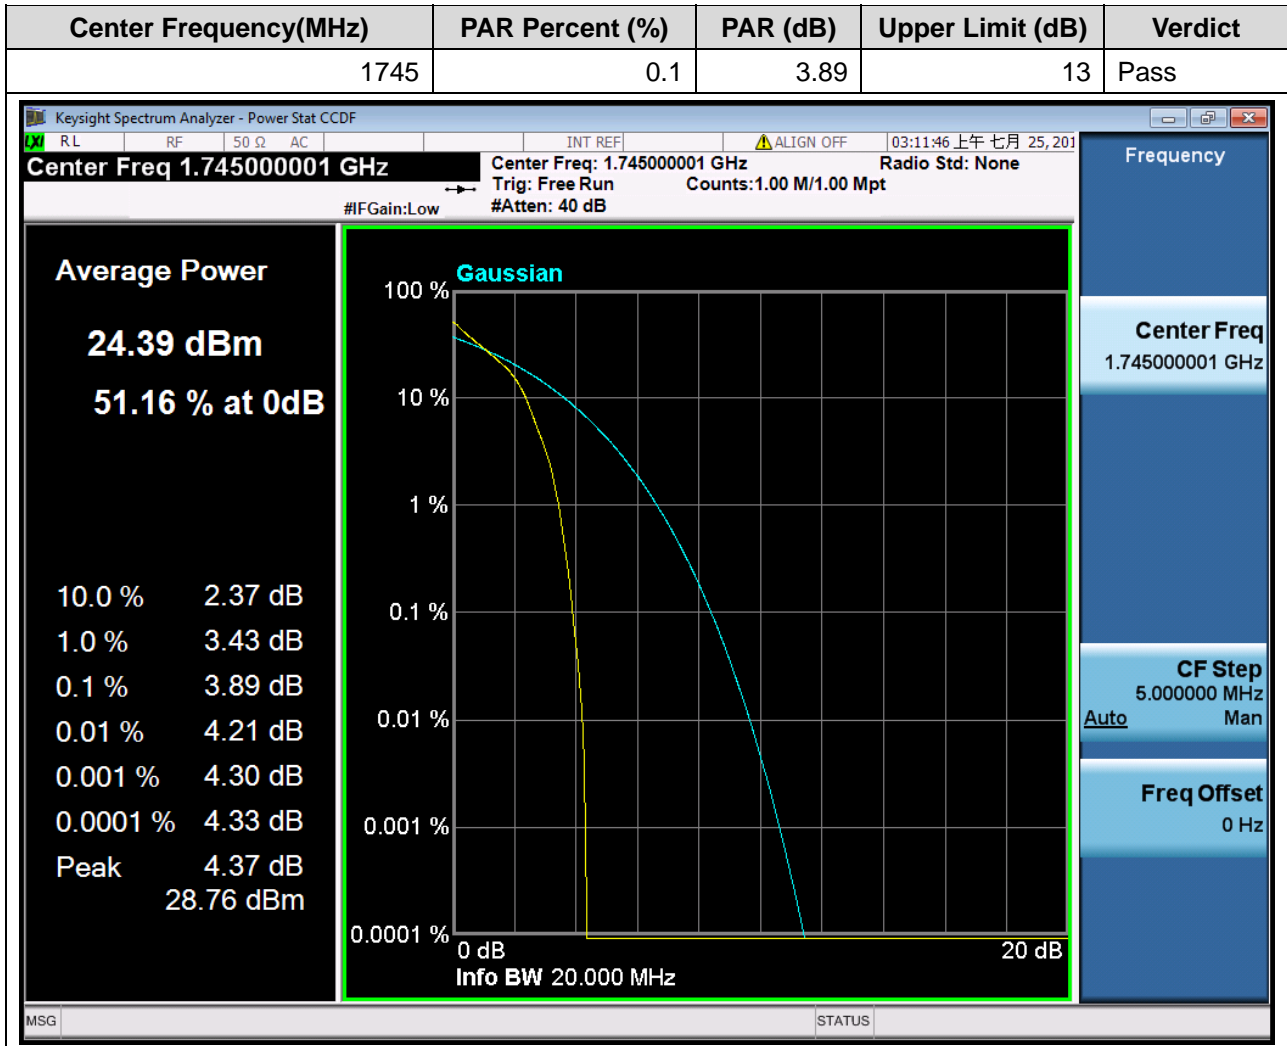 Center Frequency(MHz) PAR Percent (%) PAR (dB) Upper Limit (dB) Verdict
1745 0.1 3.89 13 Pass
Keysight Spectrum Analyzer - Power Stat CCDF
LXI RL RF 50 Ω AC INT REF ALIGN OFF 03:11:46 上午 七月 25, 201
Center Freq 1.745000001 GHz
Center Freq: 1.745000001 GHz Radio Std: None
Trig: Free Run Counts:1.00 M/1.00 Mpt
#IFGain:Low #Atten: 40 dB
Average Power
24.39 dBm
51.16 % at 0dB
10.0 % 2.37 dB
1.0 % 3.43 dB
0.1 % 3.89 dB
0.01 % 4.21 dB
0.001 % 4.30 dB
0.0001 % 4.33 dB
Peak 4.37 dB
28.76 dBm
Gaussian
100 %
10 %
1 %
0.1 %
0.01 %
0.001 %
0.0001 %
0 dB 20 dB
Info BW 20.000 MHz
Frequency
Center Freq
1.745000001 GHz
CF Step
5.000000 MHz
Auto Man
Freq Offset
0 Hz
MSG STATUS